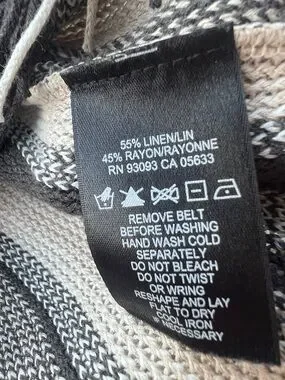 55% LINEN/LIN
45% RAYON/RAYONNE
RN 93093 CA 05633
REMOVE BELT
BEFORE WASHING
HAND WASH COLD
SEPARATELY
DO NOT BLEACH
DO NOT TWIST
OR WRING
RESHAPE AND LAY
FLAT TO DRY
COOL IRON
IF NECESSARY